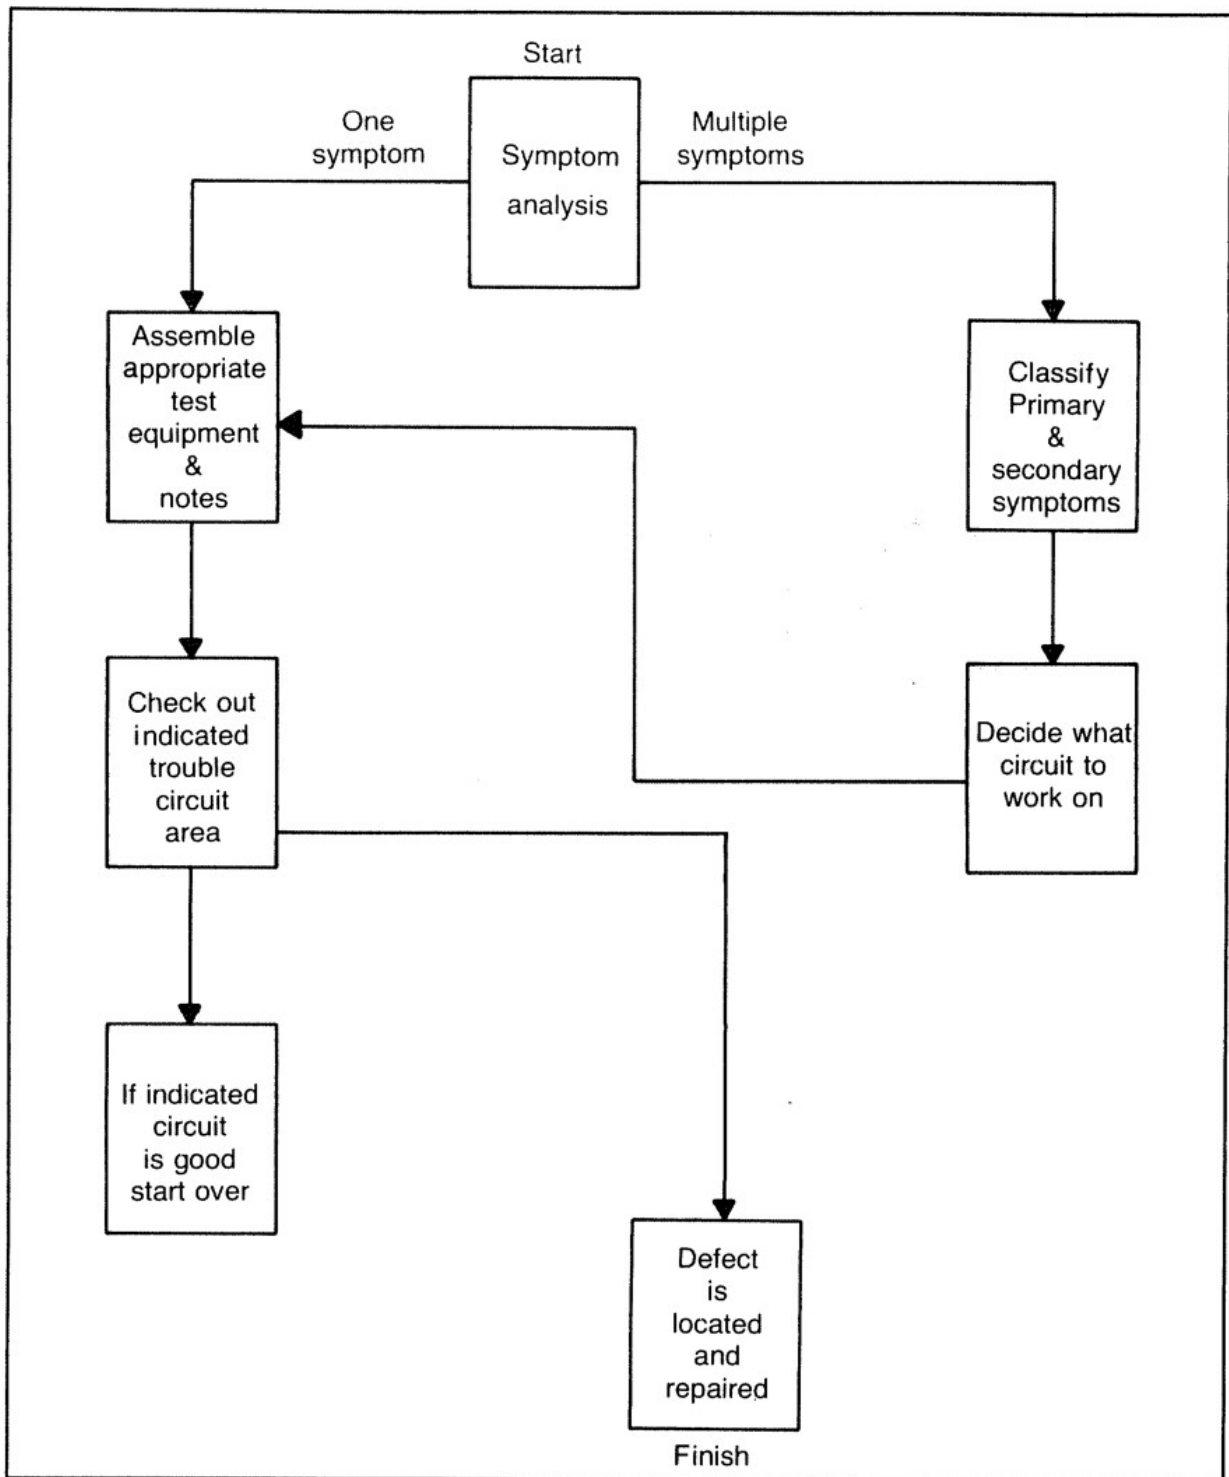 Start
One
symptom
Symptom
analysis
Multiple
symptoms
Assemble
appropriate
test
equipment
&
notes
Classify
Primary
&
secondary
symptoms
Check out
indicated
trouble
circuit
area
Decide what
circuit to
work on
If indicated
circuit
is good
start over
Defect
is
located
and
repaired
Finish